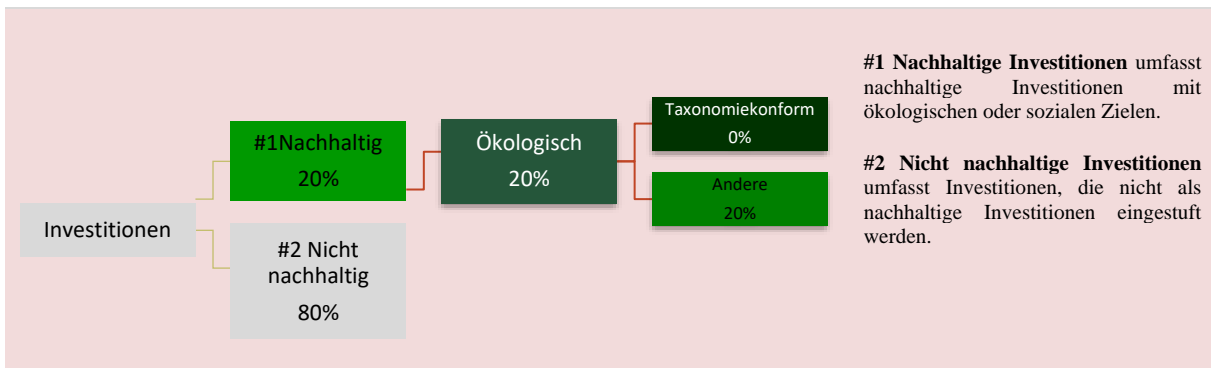 Investitionen
#1Nachhaltig
20%
#2 Nicht
nachhaltig
80%
Ökologisch
20%
Taxonomiekonform
0%
Andere
20%
#1 Nachhaltige Investitionen umfasst
nachhaltige Investitionen mit
ökologischen oder sozialen Zielen.
#2 Nicht nachhaltige Investitionen
umfasst Investitionen, die nicht als
nachhaltige Investitionen eingestuft
werden.